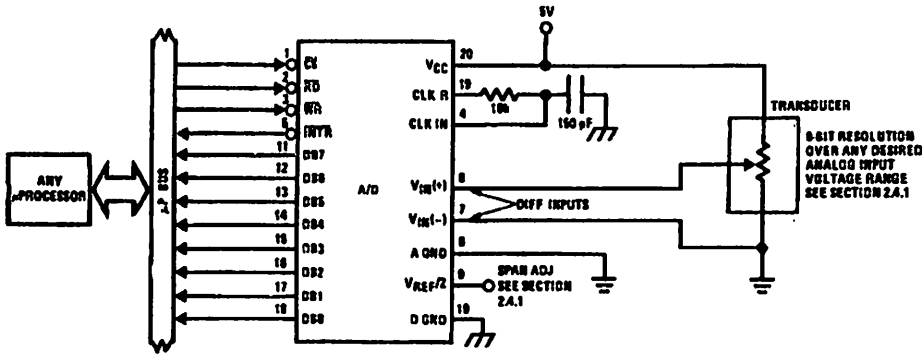 5V
1
2
3
5
11
12
13
14
15
16
17
18
CS
RD
WR
INTR
DB7
DB6
DB5
DB4
DB3
DB2
DB1
DB0
A/D
VCC
CLK R
CLK IN
VIN(+)
VIN(–)
A GND
VREF/2
D GND
20
19
4
6
7
8
9
10
10k
150 pF
DIFF INPUTS
SPAN ADJ
SEE SECTION
2.4.1
TRANSDUCER
8-BIT RESOLUTION
OVER ANY DESIRED
ANALOG INPUT
VOLTAGE RANGE
SEE SECTION 2.4.1
ANY
μPROCESSOR
μP BUS